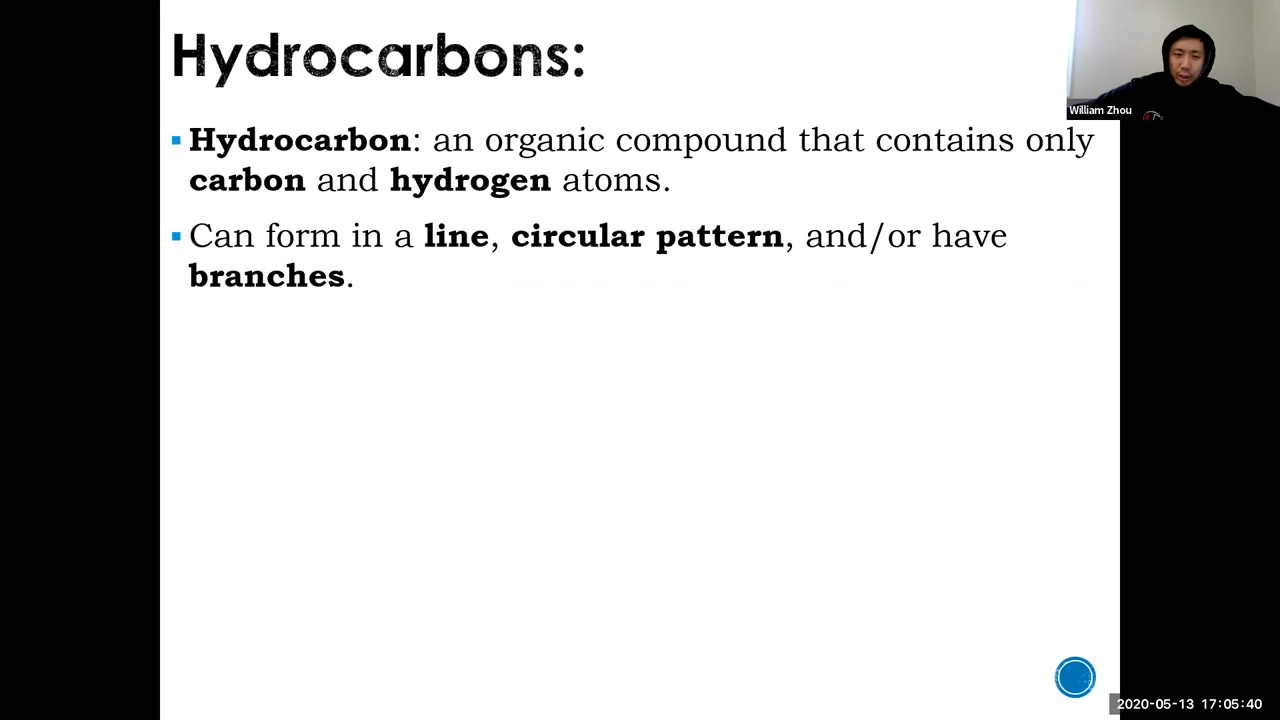 Hydrocarbons:
William Zhou
▪ Hydrocarbon: an organic compound that contains only
carbon and hydrogen atoms.
▪ Can form in a line, circular pattern, and/or have
branches.
2020-05-13 17:05:40